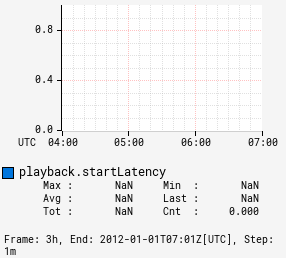 0.8
0.4
0.0
UTC 04:00 05:00 06:00 07:00
playback.startLatency
Max : NaN Min : NaN
Avg : NaN Last : NaN
Tot : NaN Cnt : 0.000
Frame: 3h, End: 2012-01-01T07:01Z[UTC], Step:
1m